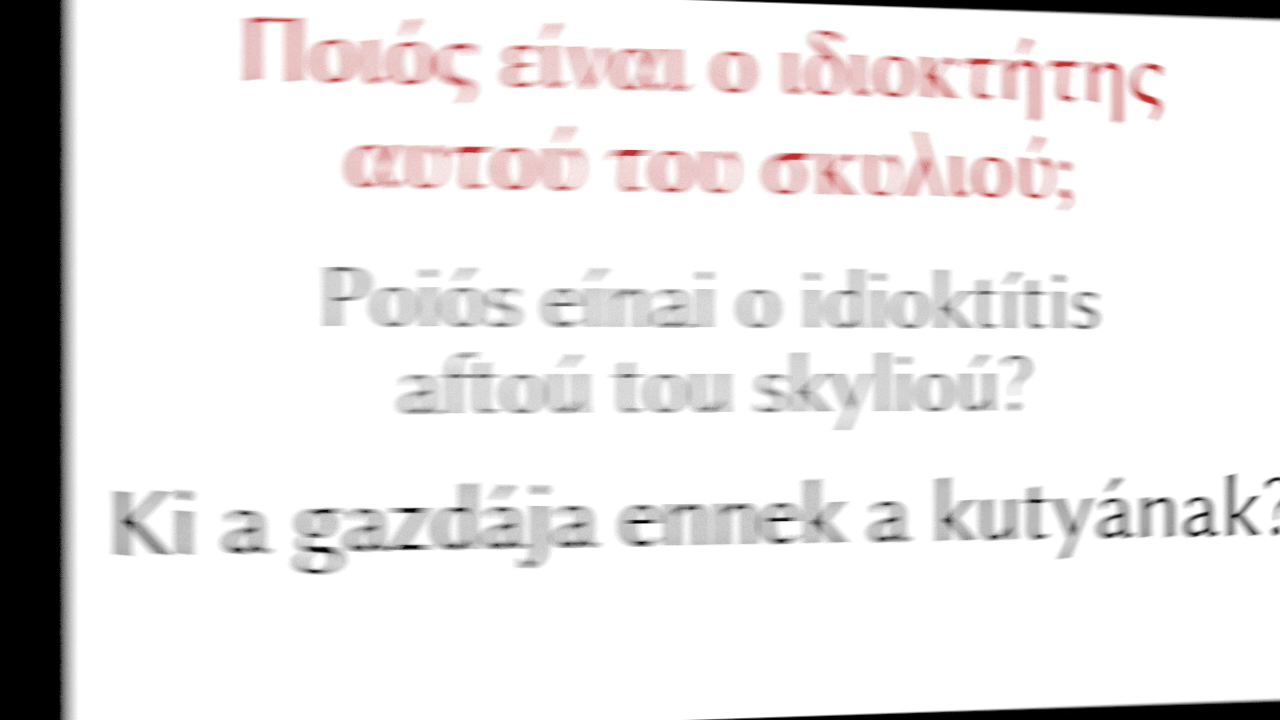 Ποιός είναι ο ιδιοκτήτης
αυτού του σκυλιού;
Poiós eínai o idioktítis
aftoú tou skylioú?
Ki a gazdája ennek a kutyának?